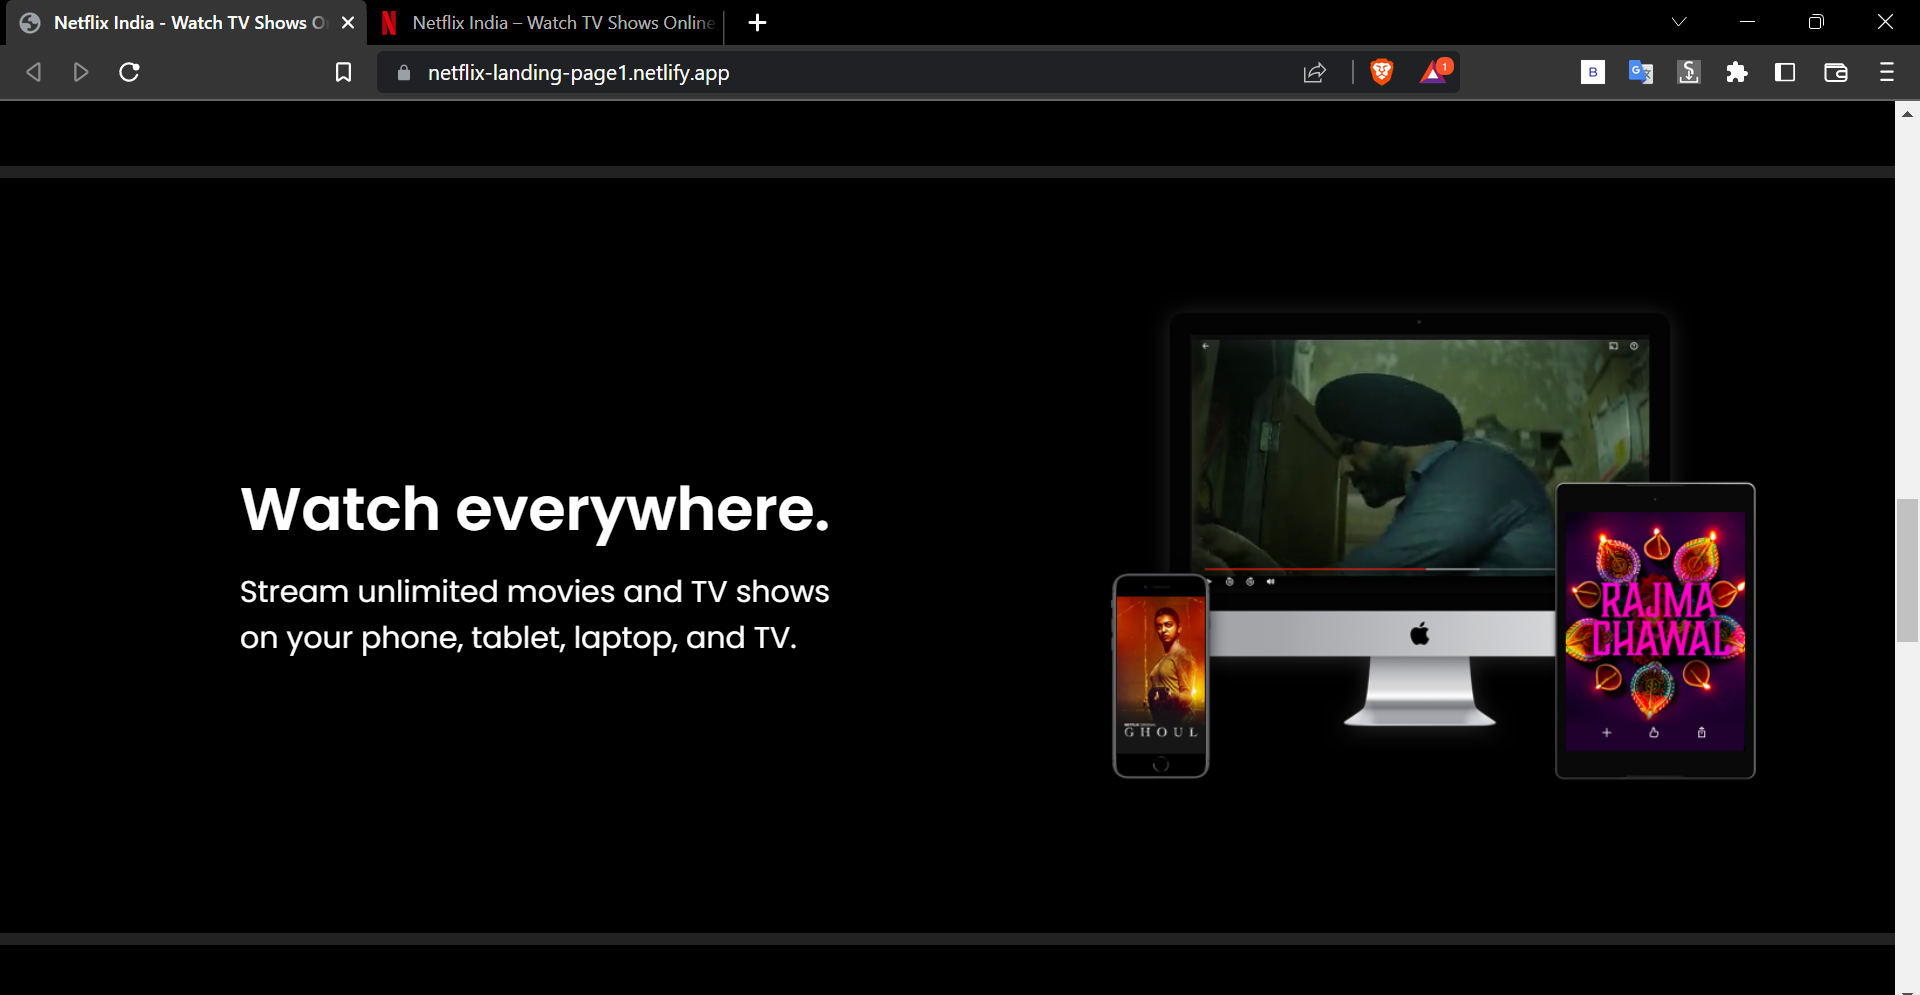 Netflix India - Watch TV Shows O
Netflix India – Watch TV Shows Online
netflix-landing-page1.netlify.app
1
B
Watch everywhere.
Stream unlimited movies and TV shows
on your phone, tablet, laptop, and TV.
RAJMA
CHAWAL
GHOUL